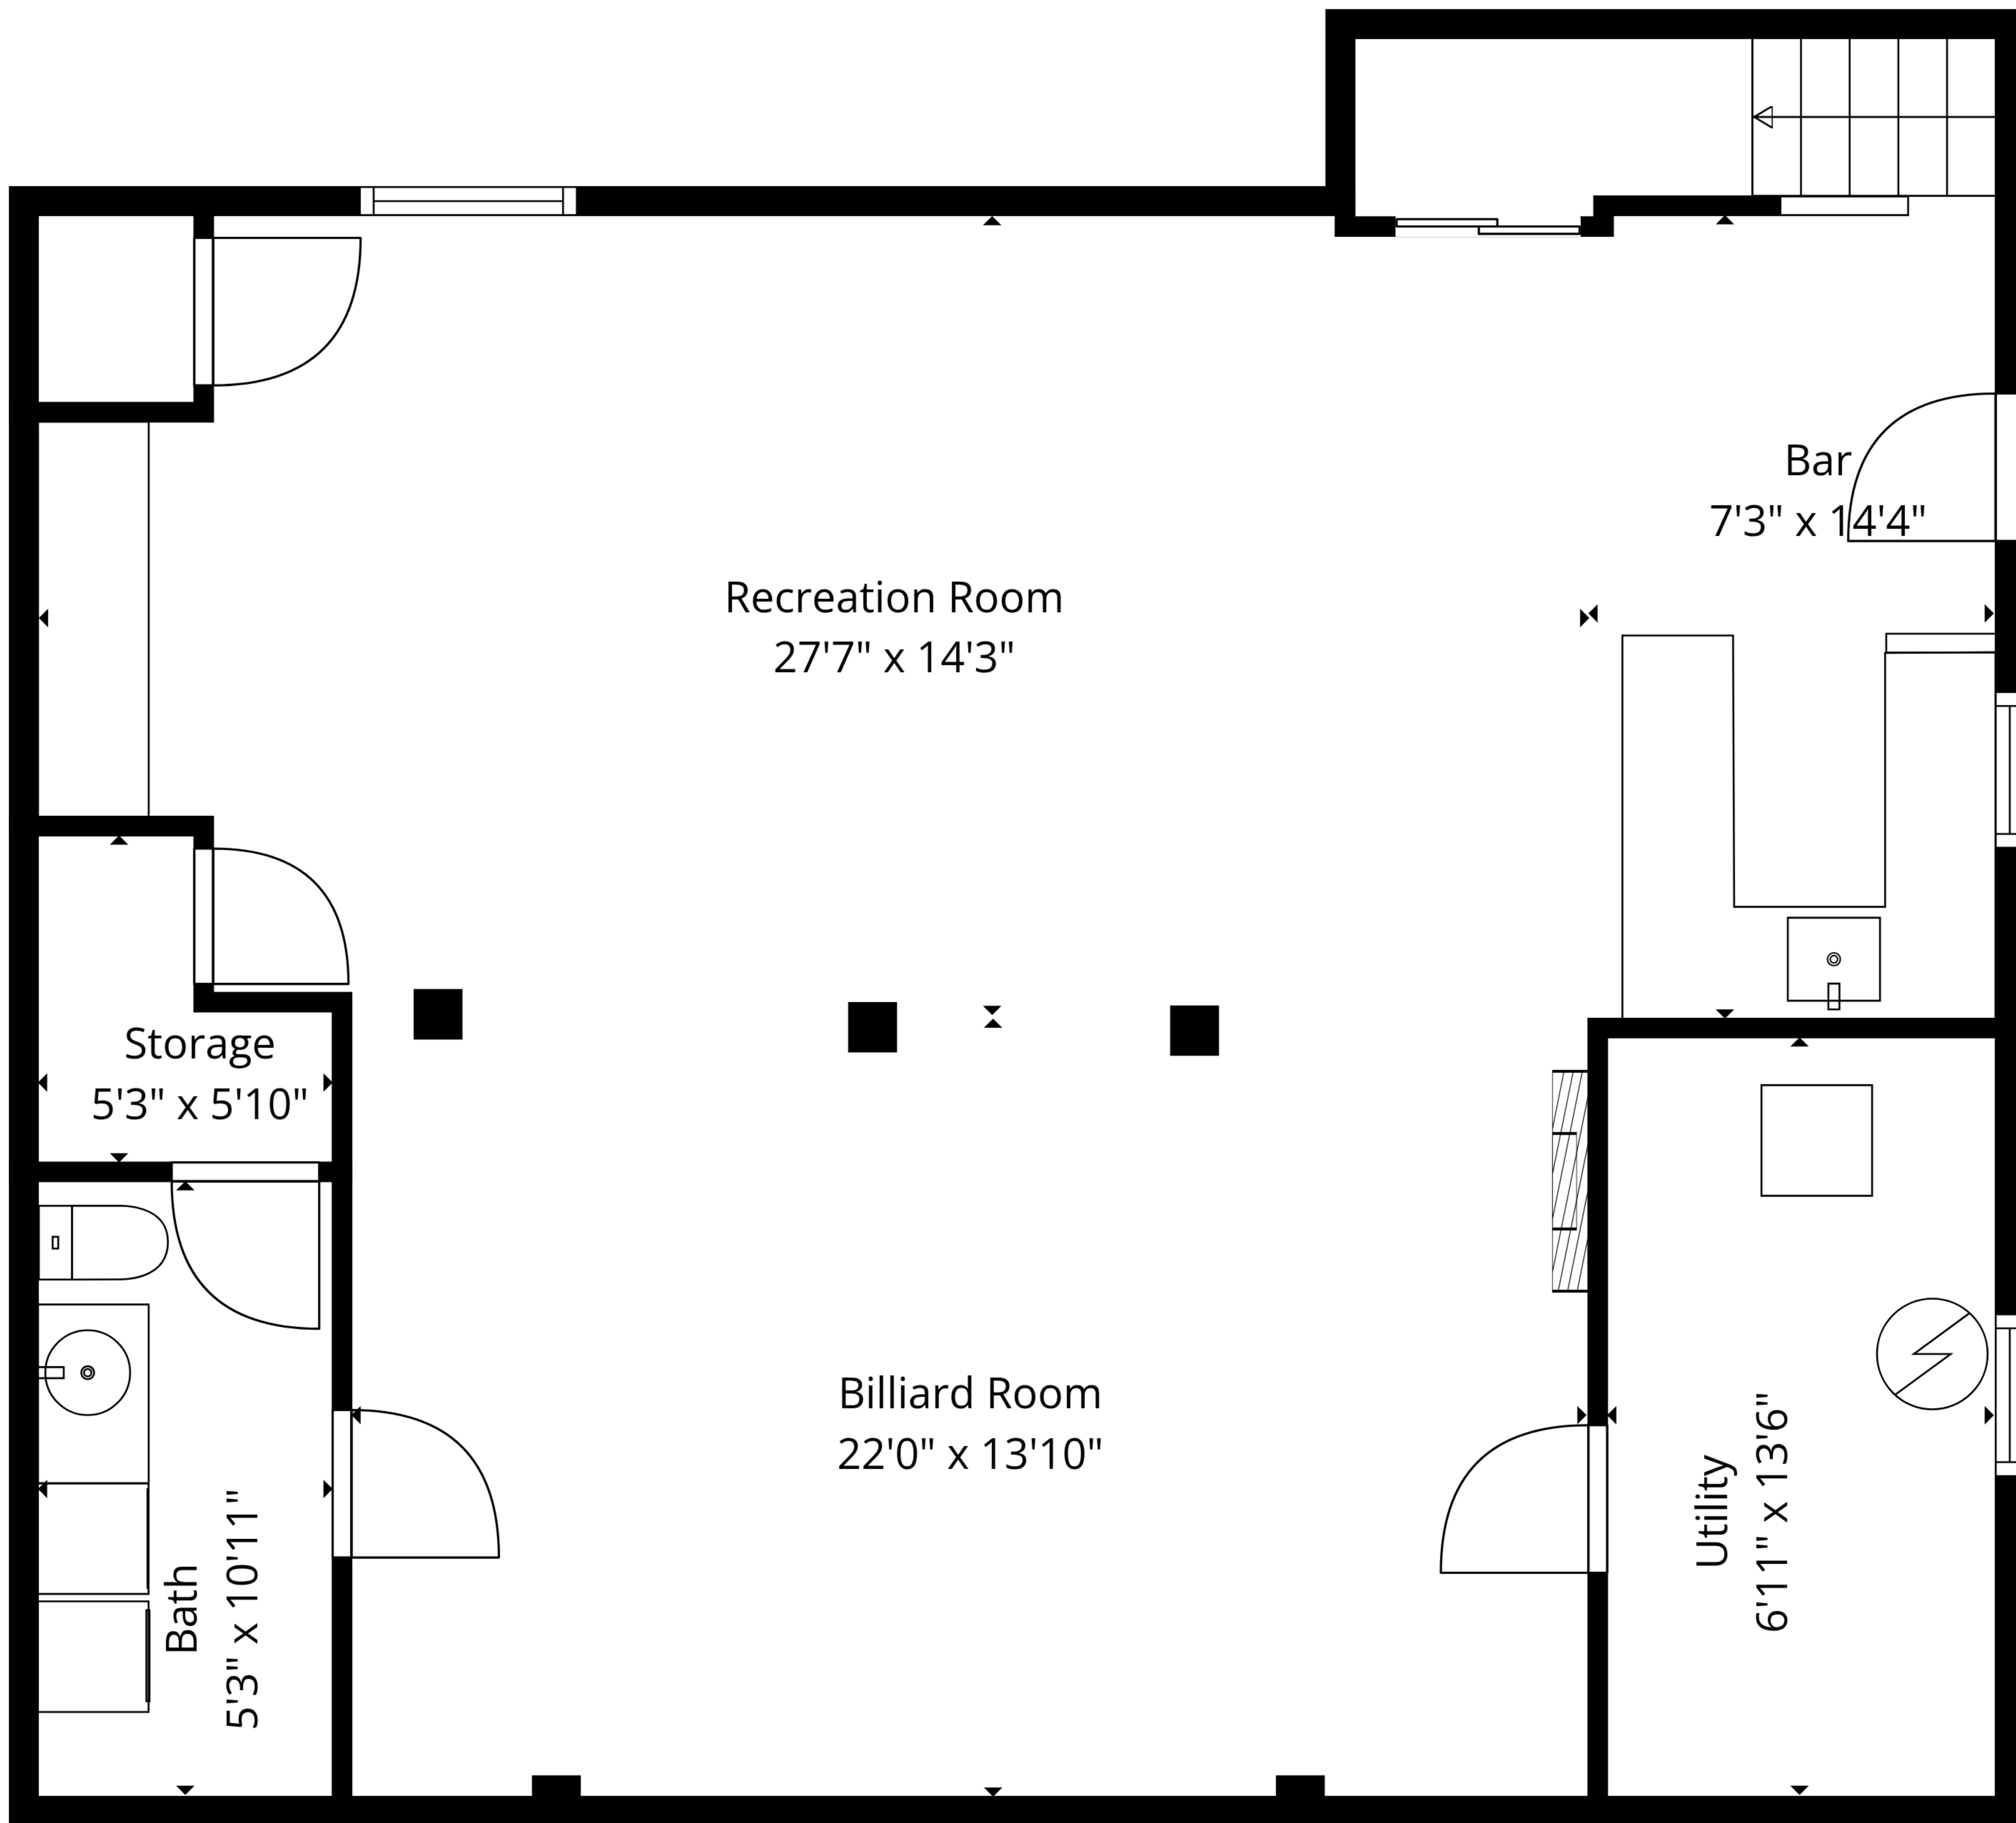 Bar
7'3" x 14'4"
Recreation Room
27'7" x 14'3"
Storage
5'3" x 5'10"
Billiard Room
22'0" x 13'10"
Utility
6'11" x 13'6"
Bath
5'3" x 10'11"